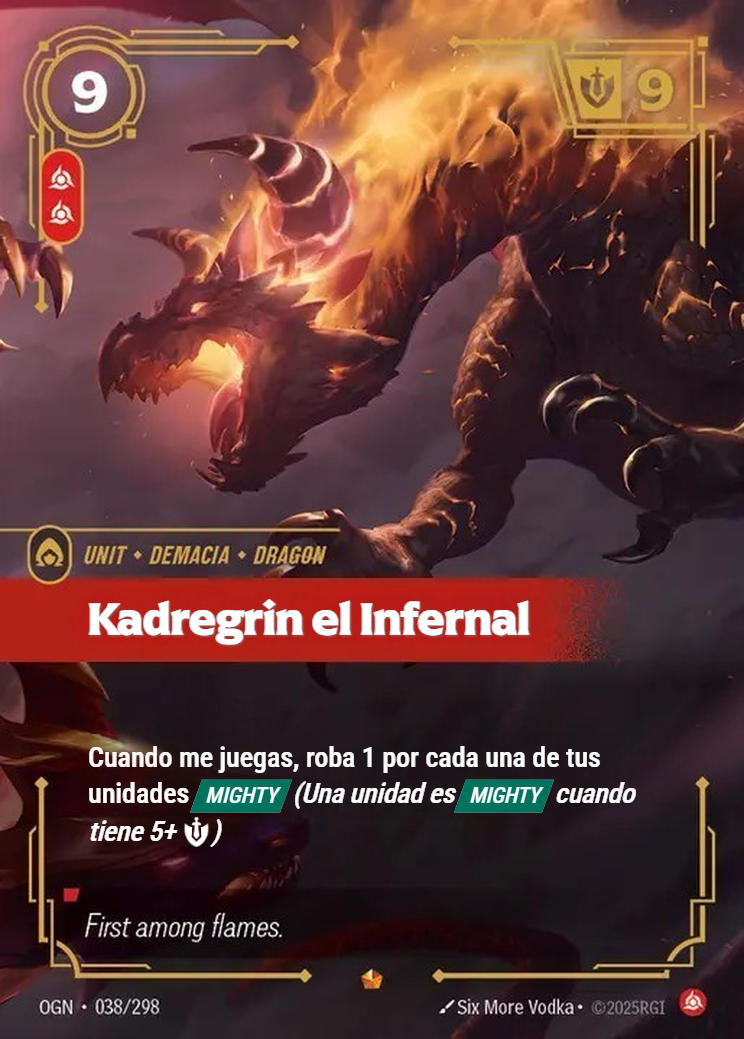 9
9
UNIT • DEMACIA • DRAGON
Kadregrin el Infernal
Cuando me juegas, roba 1 por cada una de tus
unidades MIGHTY (Una unidad es MIGHTY cuando
tiene 5+ )
First among flames.
OGN • 038/298
Six More Vodka • ©2025RGI